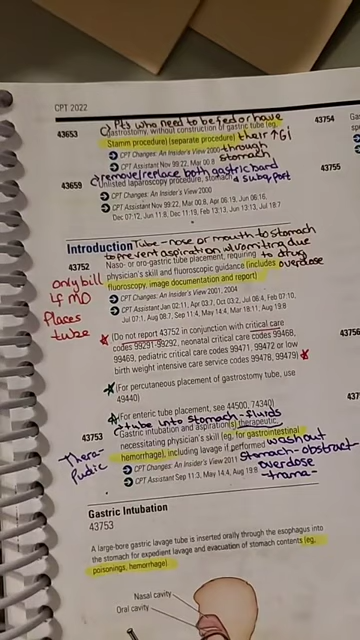 CPT 2022
Pts who need to be fed or have
43653 Gastrostomy, without construction of gastric tube (eg,
Stamm procedure) (separate procedure) their ↑GI
CPT Changes: An Insider's View 2000 through
CPT Assistant Nov 99:22, Mar 00:8 stomach
remove/replace both gastric band
43659 Unlisted laparoscopy procedure, stomach & subq port
CPT Changes: An Insider's View 2000
CPT Assistant Nov 99:22, Mar 00:8, Apr 06:19, Jun 06:16,
Dec 07:12, Jun 11:8, Dec 11:19, Feb 13:13, Jun 13:13, Jul 18:7
43754
43755
Introduction Tube - nose or mouth to stomach
to prevent aspiration w/vomiting due
43752 Naso- or oro-gastric tube placement, requiring to drug
physician's skill and fluoroscopic guidance (includes overdose
fluoroscopy, image documentation and report)
only bill
if MD
Places
tube
CPT Changes: An Insider's View 2001, 2004
CPT Assistant Jan 02:11, Apr 03:7, Oct 03:2, Jul 06:4, Feb 07:10,
Jul 07:1, Aug 08:7, Sep 11:4, May 14:4, Mar 18:11, Aug 19:8
(Do not report 43752 in conjunction with critical care
codes 99291-99292, neonatal critical care codes 99468,
99469, pediatric critical care codes 99471, 99472 or low
birth weight intensive care service codes 99478, 99479)
43756
(For percutaneous placement of gastrostomy tube, use
49440)
(For enteric tube placement, see 44500, 74340)
tube into stomach - fluids
43753 Gastric intubation and aspiration(s) therapeutic,
necessitating physician's skill (eg, for gastrointestinal
hemorrhage), including lavage if performed washout
Thera
Pudic
CPT Changes: An Insider's View 2011 stomach - obstract
CPT Assistant Sep 11:3, May 14:4, Aug 19:8 overdose
trama
Gastric Intubation
43753
A large-bore gastric lavage tube is inserted orally through the esophagus into
the stomach for expedient lavage and evacuation of stomach contents (eg,
poisonings, hemorrhage)
Nasal cavity
Oral cavity